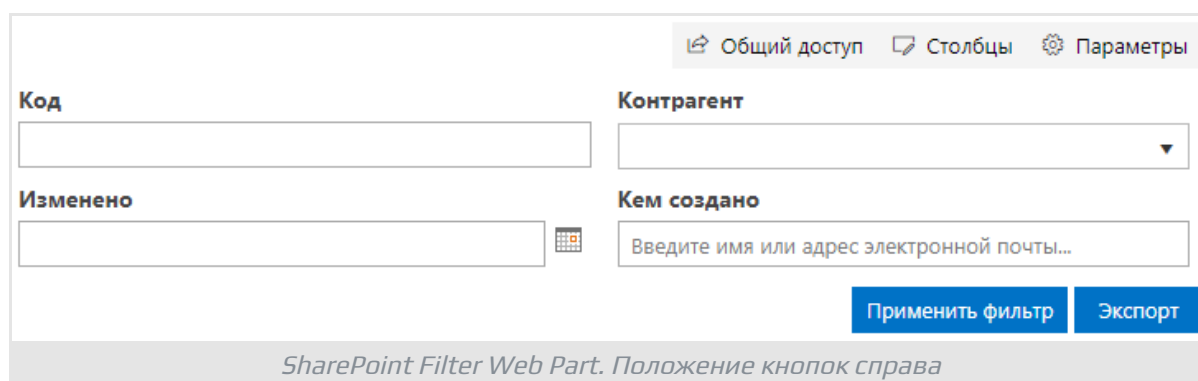 Общий доступ Столбцы Параметры
Код Контрагент
Изменено Кем создано
Введите имя или адрес электронной почты...
Применить фильтр Экспорт
SharePoint Filter Web Part. Положение кнопок справа